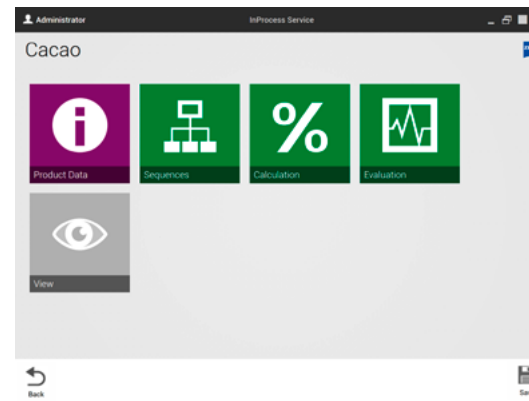 Administrator
InProcess Service
Cacao
Product Data
Sequences
Calculation
Evaluation
View
Back